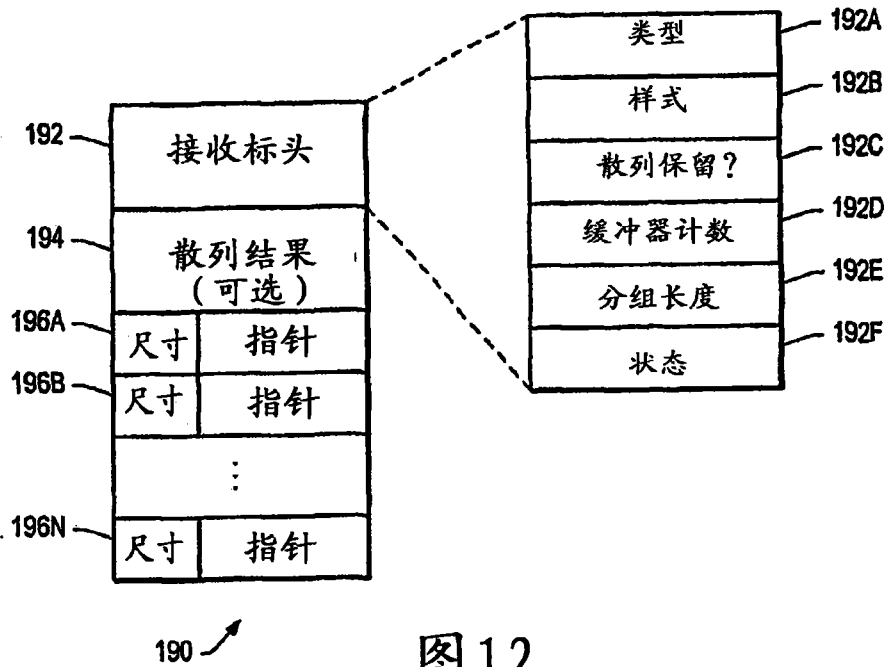 192
接收标头
194
散列结果
(可选)
196A
尺寸
指针
196B
尺寸
指针
⋮
196N
尺寸
指针
190
类型
192A
样式
192B
散列保留?
192C
缓冲器计数
192D
分组长度
192E
状态
192F
图12